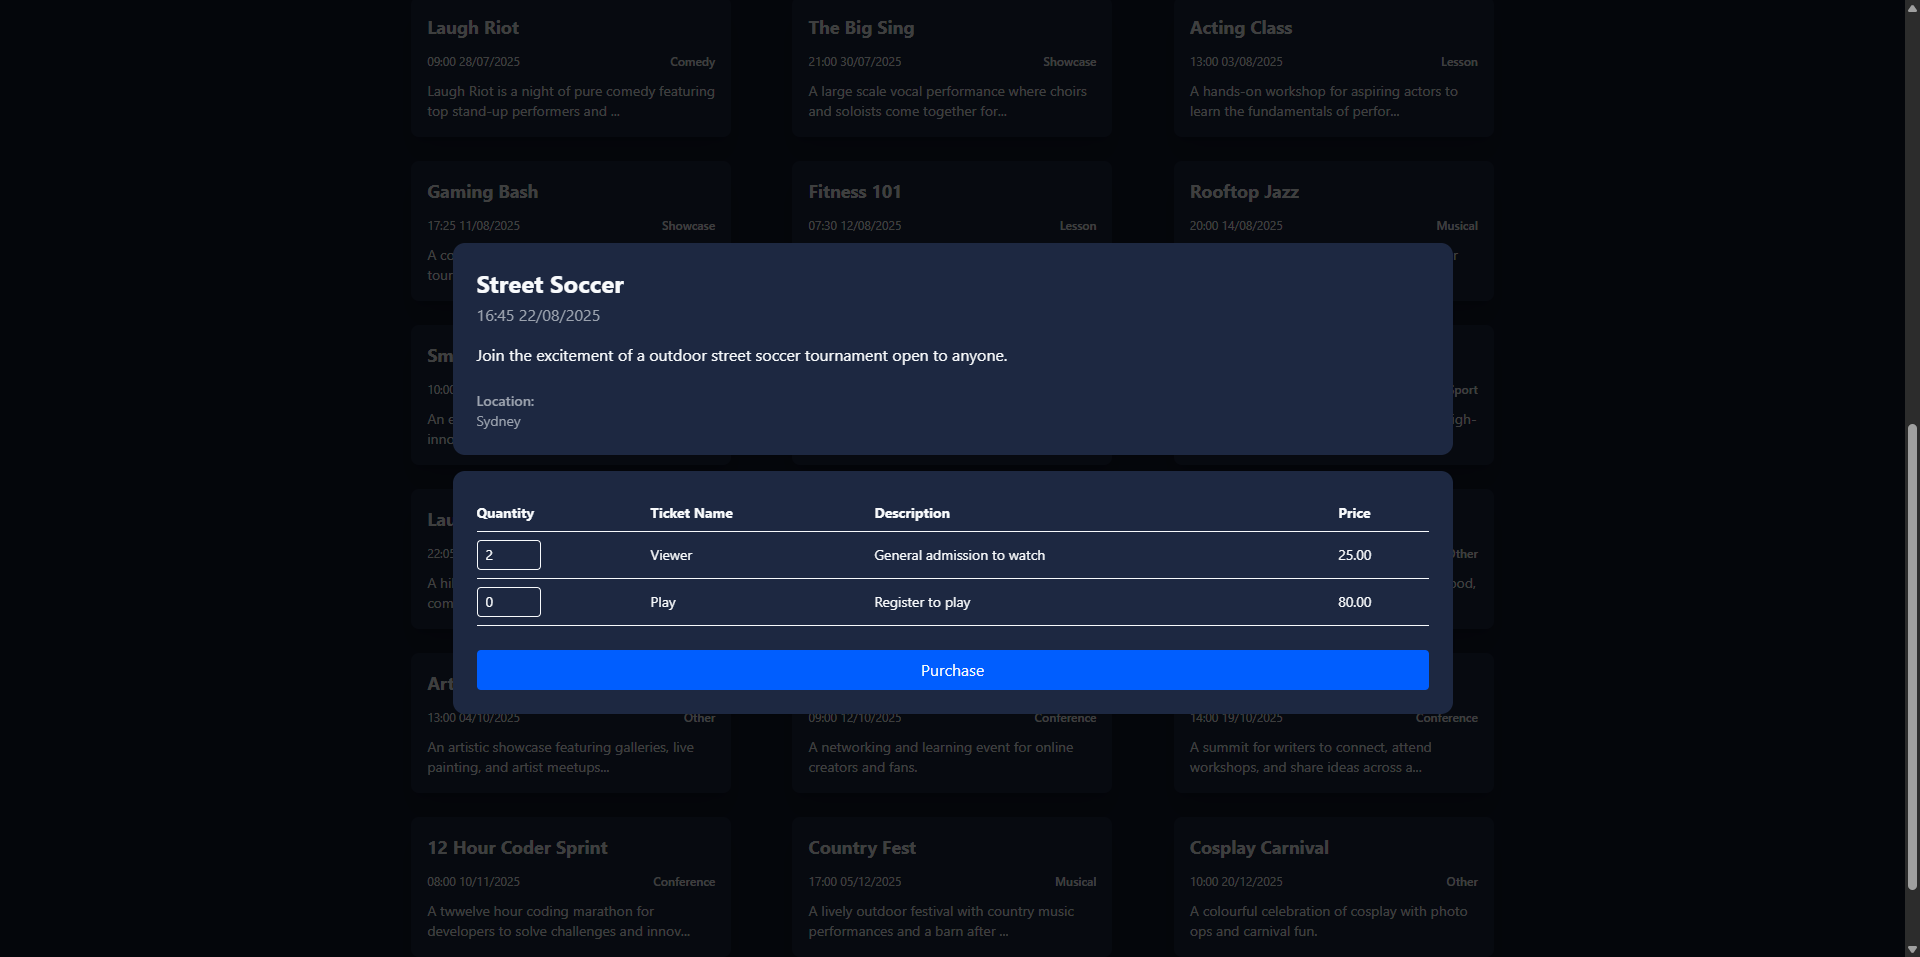 Laugh Riot
09:00 28/07/2025 Comedy
Laugh Riot is a night of pure comedy featuring
top stand-up performers and ...
The Big Sing
21:00 30/07/2025 Showcase
A large scale vocal performance where choirs
and soloists come together for...
Acting Class
13:00 03/08/2025 Lesson
A hands-on workshop for aspiring actors to
learn the fundamentals of perfor...
Gaming Bash
17:25 11/08/2025 Showcase
Fitness 101
07:30 12/08/2025 Lesson
Rooftop Jazz
20:00 14/08/2025 Musical
Street Soccer
16:45 22/08/2025
Join the excitement of a outdoor street soccer tournament open to anyone.
Location:
Sydney
Quantity Ticket Name Description Price
2 Viewer General admission to watch 25.00
0 Play Register to play 80.00
Purchase
13:00 04/10/2025 Other
An artistic showcase featuring galleries, live
painting, and artist meetups...
09:00 12/10/2025 Conference
A networking and learning event for online
creators and fans.
14:00 19/10/2025 Conference
A summit for writers to connect, attend
workshops, and share ideas across a...
12 Hour Coder Sprint
08:00 10/11/2025 Conference
A twwelve hour coding marathon for
developers to solve challenges and innov...
Country Fest
17:00 05/12/2025 Musical
A lively outdoor festival with country music
performances and a barn after ...
Cosplay Carnival
10:00 20/12/2025 Other
A colourful celebration of cosplay with photo
ops and carnival fun.